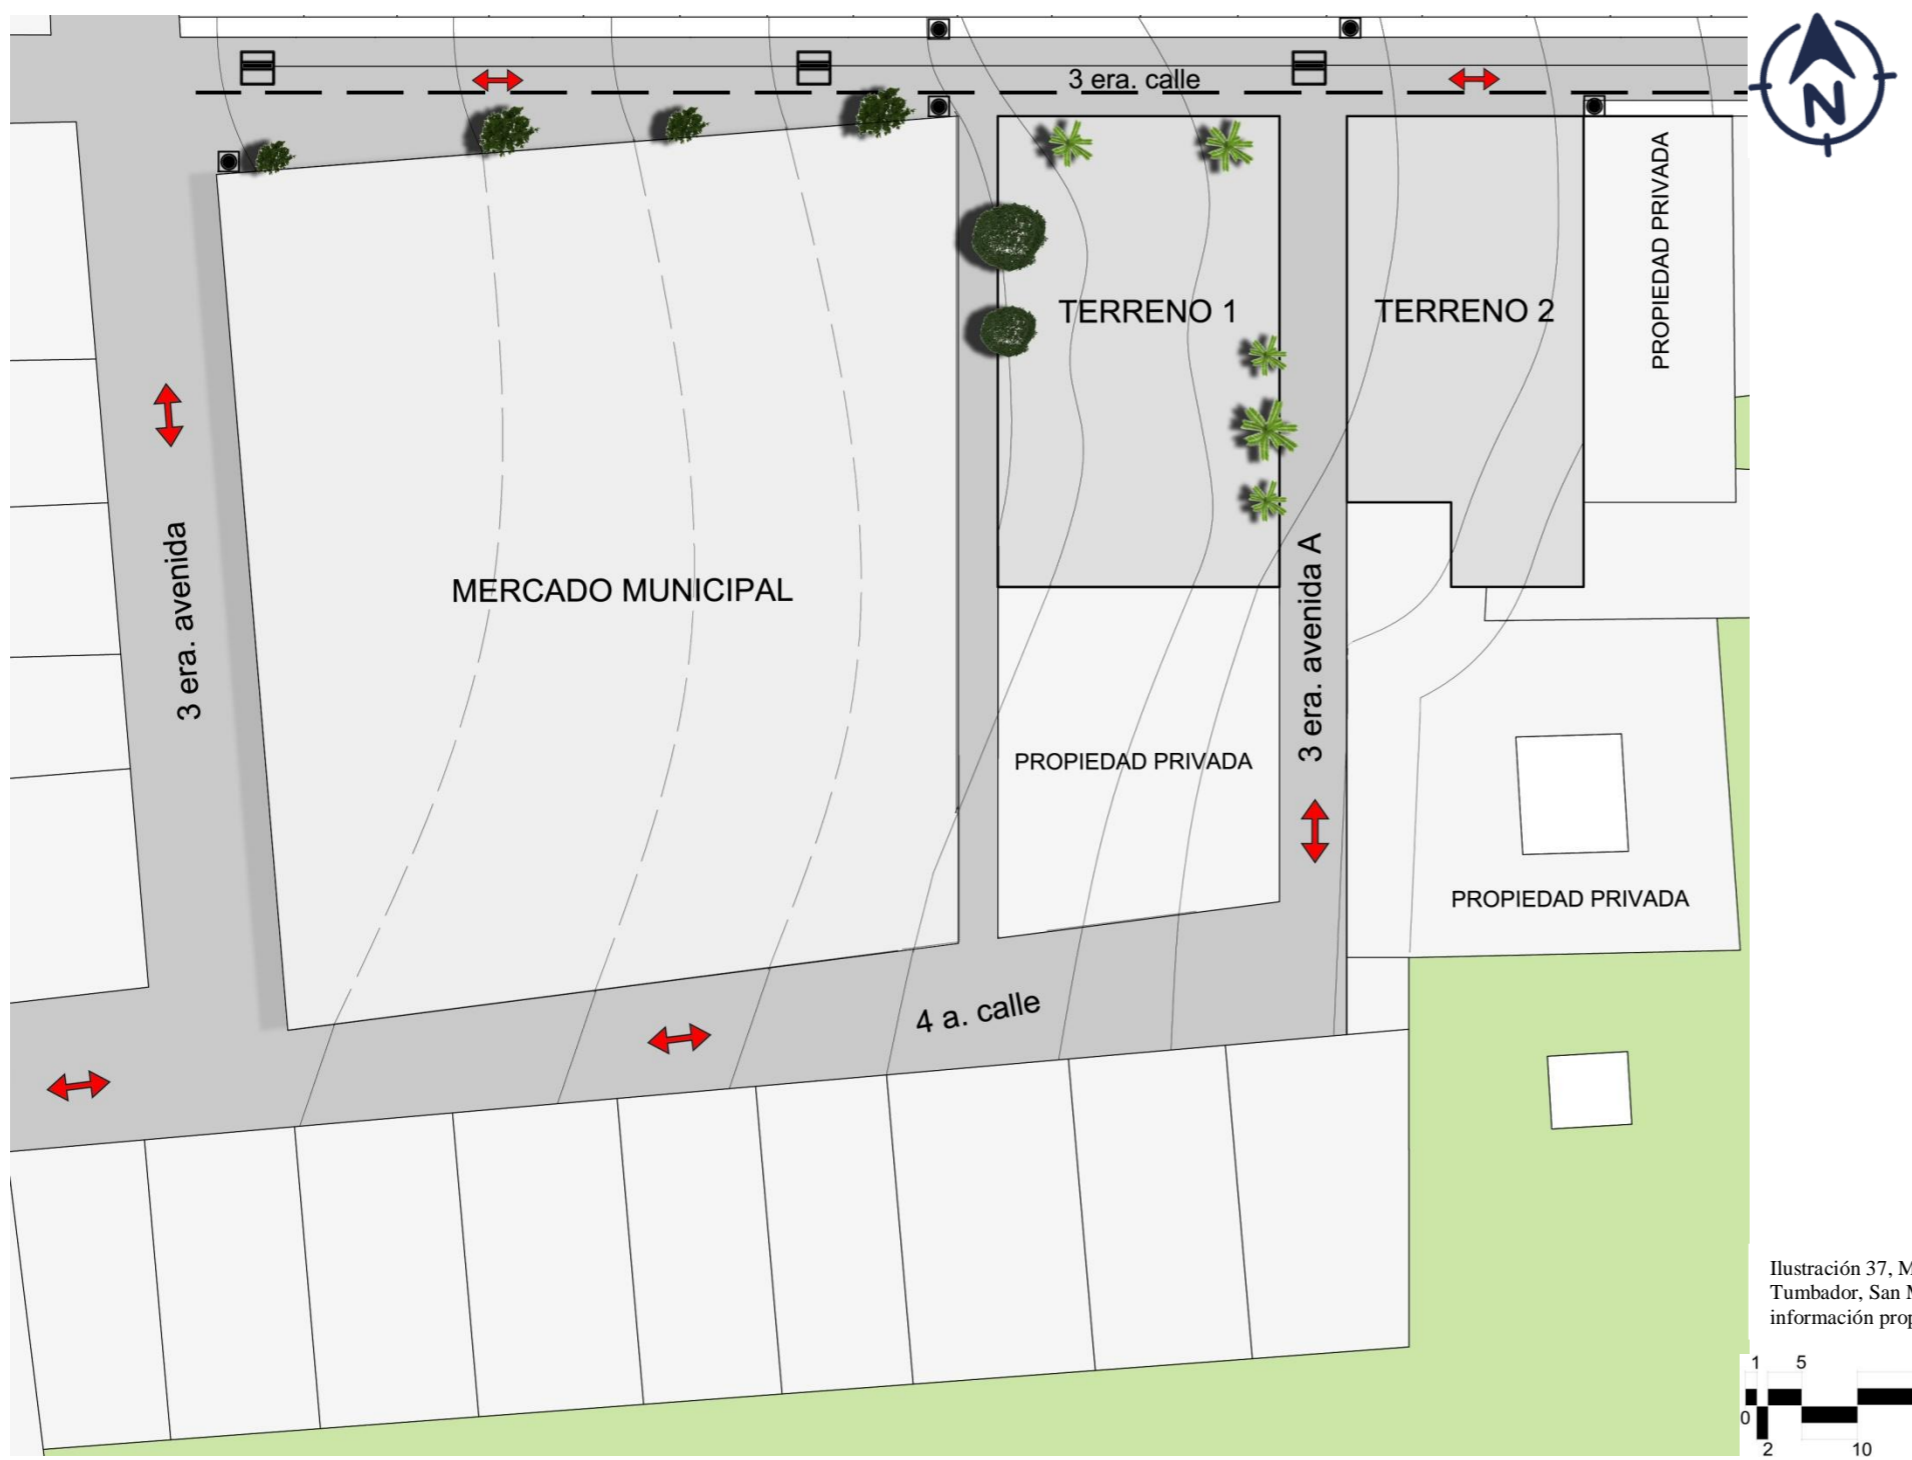 3 era. calle
N
PROPIEDAD PRIVADA
TERRENO 1
TERRENO 2
3 era. avenida
MERCADO MUNICIPAL
3 era. avenida A
PROPIEDAD PRIVADA
PROPIEDAD PRIVADA
4 a. calle
Ilustración 37, M
Tumbador, San M
información prop
1 5
0
2 10